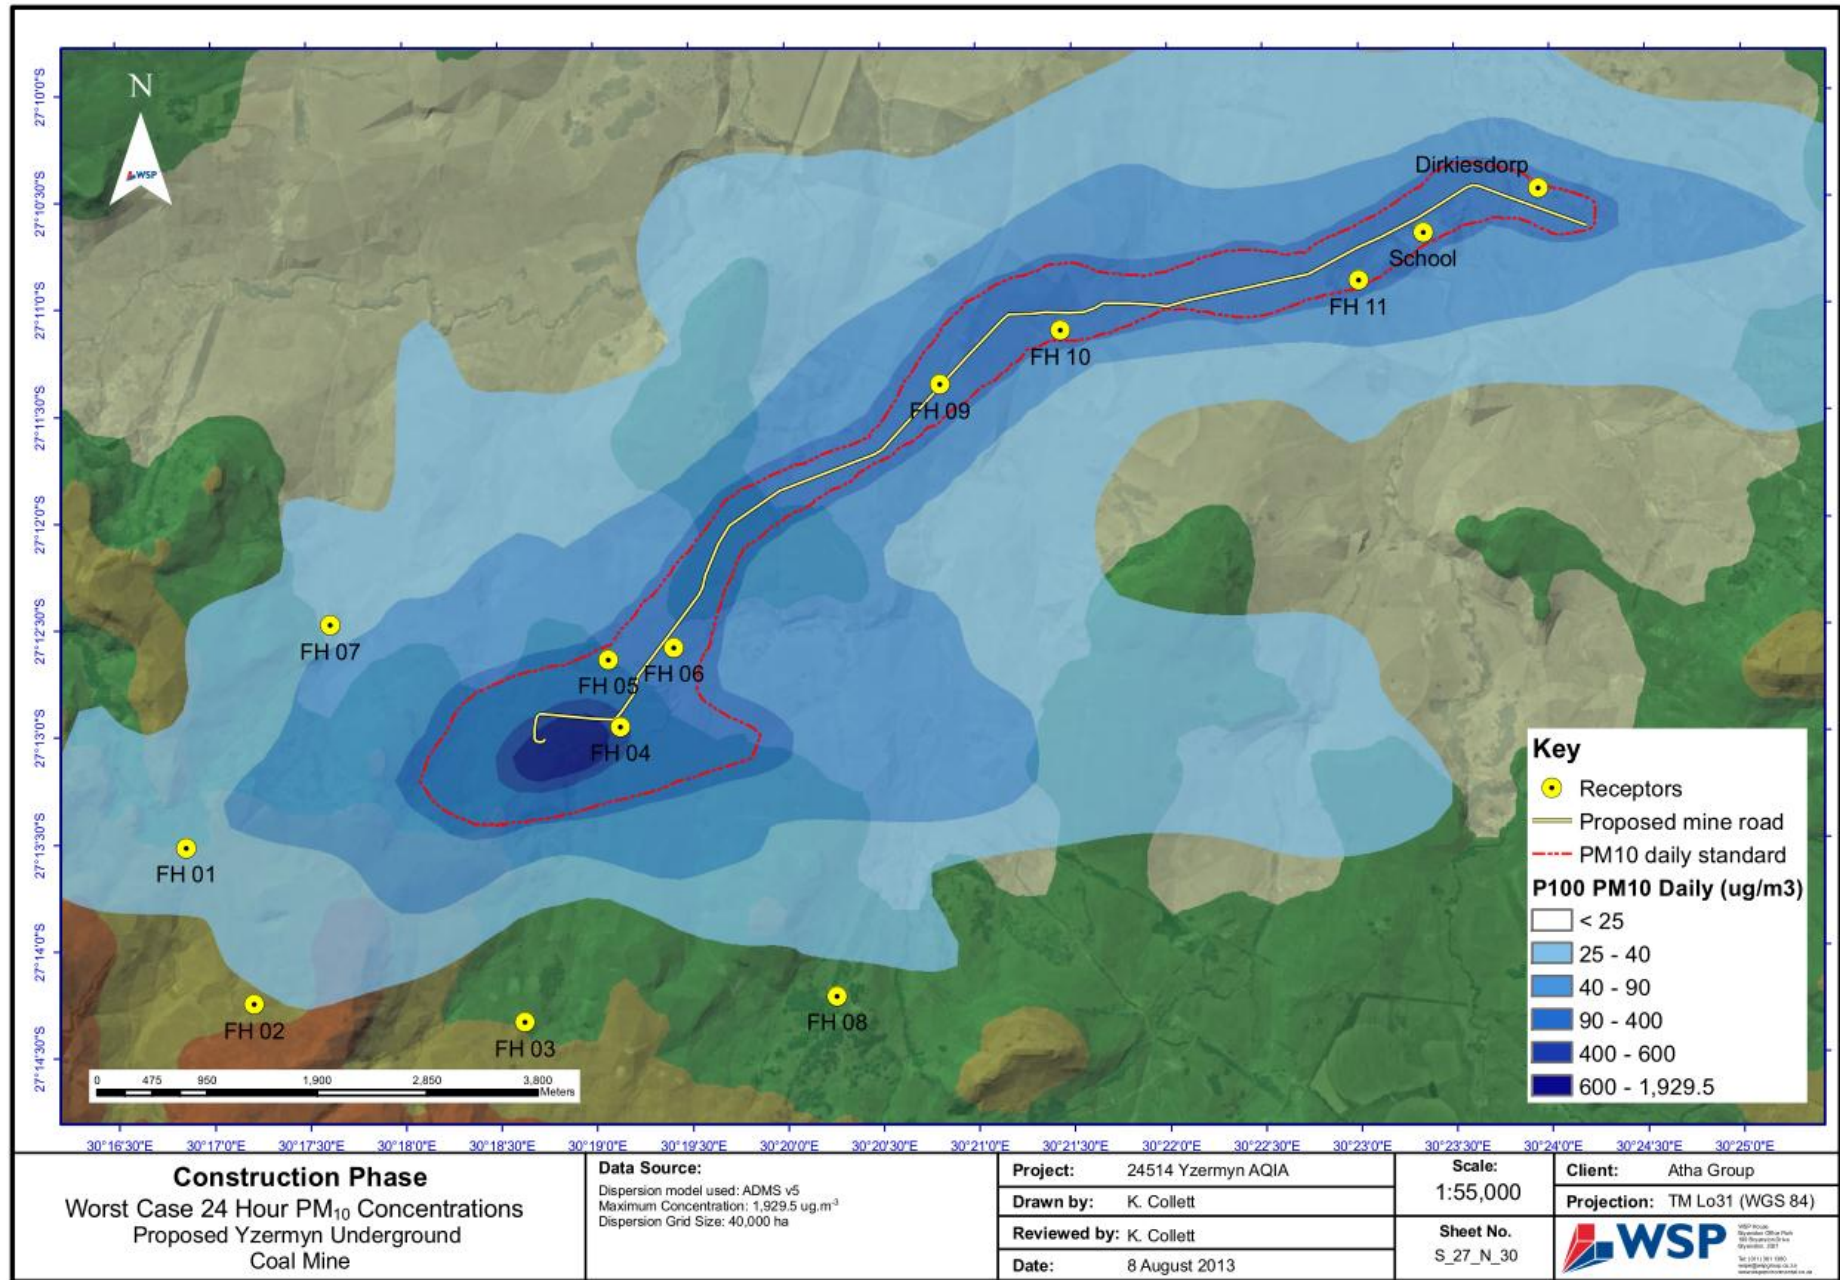 N
WSP
27°10'0"S
27°10'30"S
27°11'0"S
27°11'30"S
27°12'0"S
27°12'30"S
27°13'0"S
27°13'30"S
27°14'0"S
27°14'30"S
Dirkiesdorp
School
FH 11
FH 10
FH 09
FH 07
FH 05
FH 06
FH 04
FH 01
FH 02
FH 03
FH 08
0 475 950 1,900 2,850 3,800
Meters
Key
Receptors
Proposed mine road
PM10 daily standard
P100 PM10 Daily (ug/m3)
< 25
25 - 40
40 - 90
90 - 400
400 - 600
600 - 1,929.5
30°16'30"E 30°17'0"E 30°17'30"E 30°18'0"E 30°18'30"E 30°19'0"E 30°19'30"E 30°20'0"E 30°20'30"E 30°21'0"E 30°21'30"E 30°22'0"E 30°22'30"E 30°23'0"E 30°23'30"E 30°24'0"E 30°24'30"E 30°25'0"E
Construction Phase
Worst Case 24 Hour PM₁₀ Concentrations
Proposed Yzermyn Underground
Coal Mine
Data Source:
Dispersion model used: ADMS v5
Maximum Concentration: 1,929.5 ug.m⁻³
Dispersion Grid Size: 40,000 ha
Project: 24514 Yzermyn AQIA
Drawn by: K. Collett
Reviewed by: K. Collett
Date: 8 August 2013
Scale:
1:55,000
Sheet No.
S_27_N_30
Client: Atha Group
Projection: TM Lo31 (WGS 84)
WSP